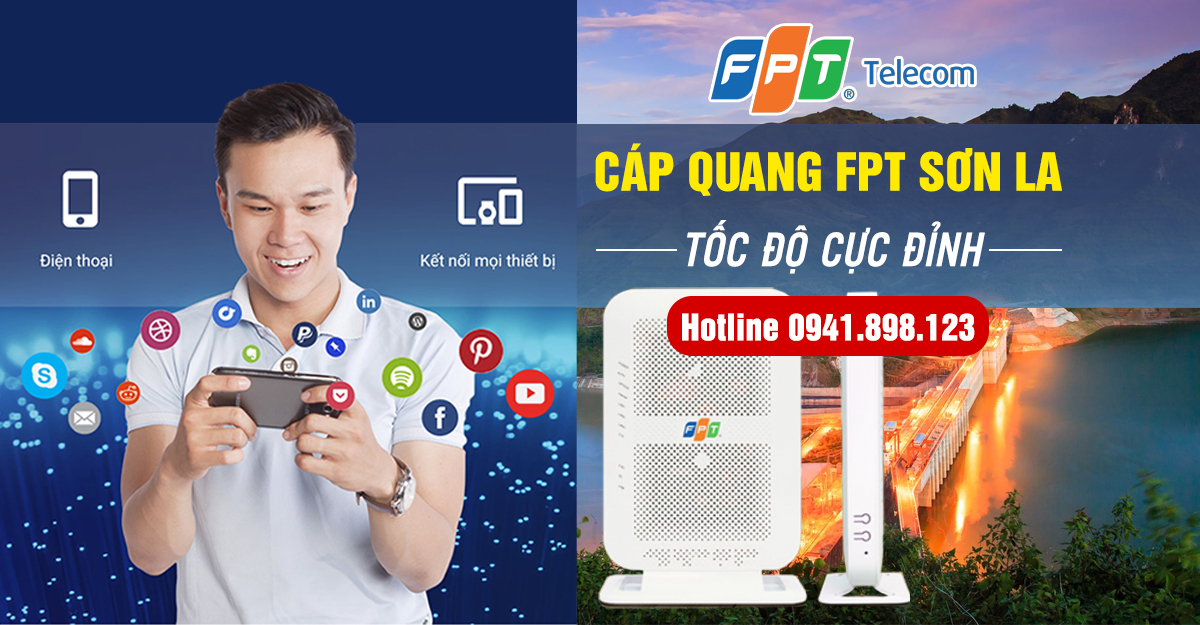 FPT® Telecom
CÁP QUANG FPT SƠN LA
TỐC ĐỘ CỰC ĐỈNH
Hotline 0941.898.123
Điện thoại
Kết nối mọi thiết bị
FPT
in